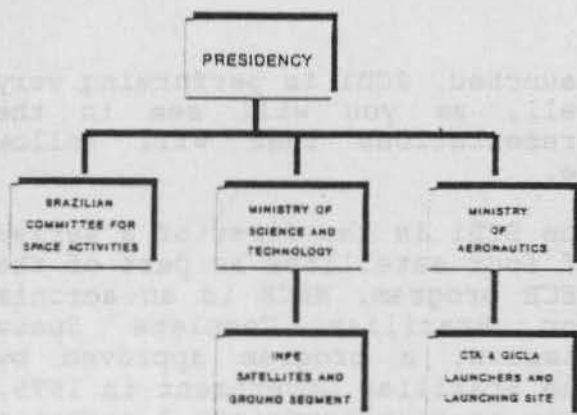 PRESIDENCY
BRAZILIAN
COMMITTEE FOR
SPACE ACTIVITIES
MINISTRY OF
SCIENCE AND
TECHNOLOGY
MINISTRY
OF
AERONAUTICS
INPE
SATELLITES AND
GROUND SEGMENT
CTA & GICLA
LAUNCHERS AND
LAUNCHING SITE